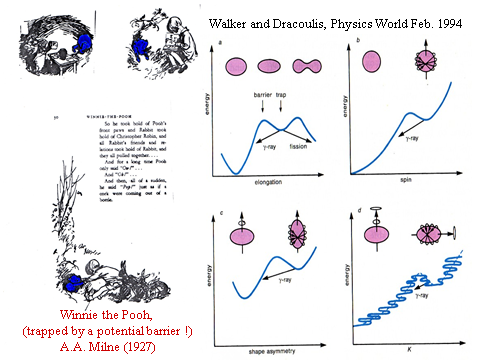 Walker and Dracoulis, Physics World Feb. 1994
WINNIE-THE-POOH
So he took hold of Pooh's
front paws and Rabbit took
hold of Christopher Robin, and
all Rabbit's friends and re-
lations took hold of Rabbit, and
they all pulled together. . . .
And for a long time Pooh
only said "Ow!" . . .
And "Oh!" . . .
And then, all of a sudden,
he said "Pop!" just as if a
cork were coming out of a
bottle.
Winnie the Pooh,
(trapped by a potential barrier !)
A.A. Milne (1927)
a
barrier trap
energy
γ-ray
fission
elongation
b
energy
γ-ray
spin
c
energy
γ-ray
shape asymmetry
d
energy
γ-ray
K